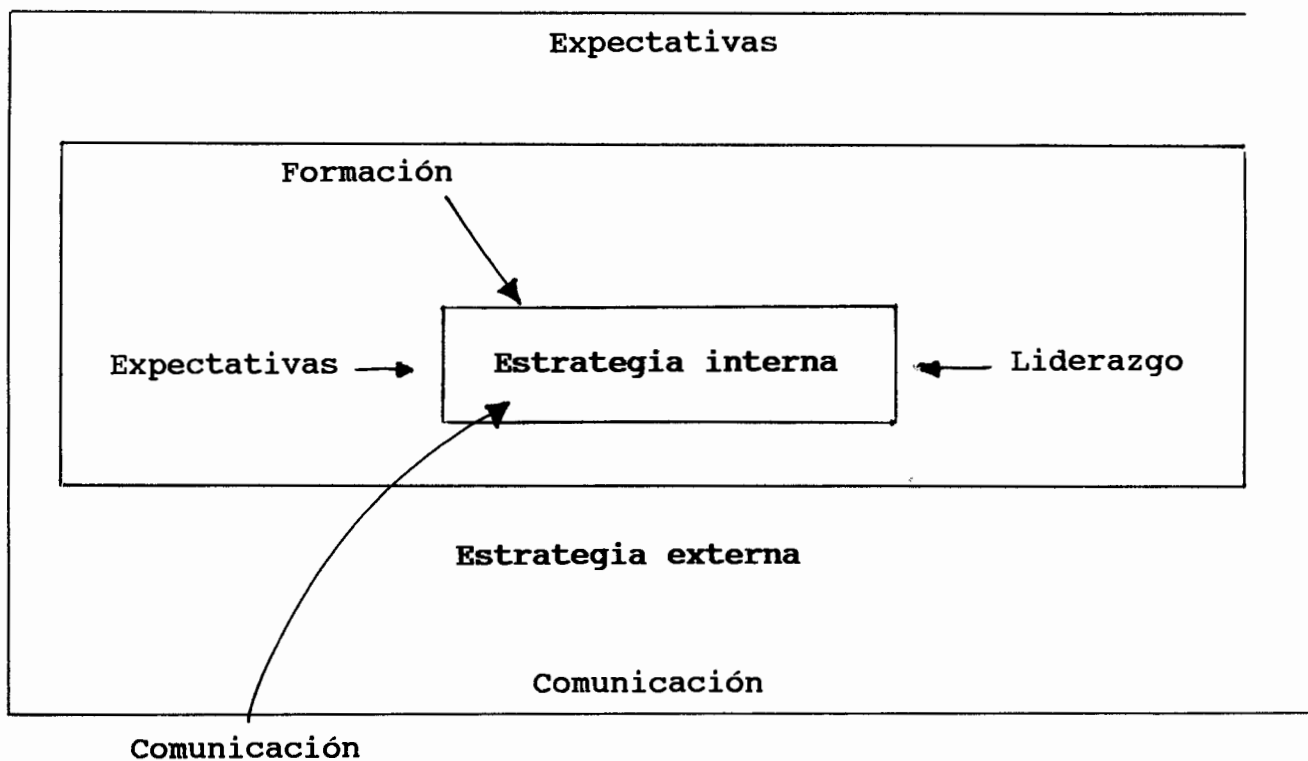 Expectativas
Formación
Expectativas Estrategia interna Liderazgo
Estrategia externa
Comunicación
Comunicación